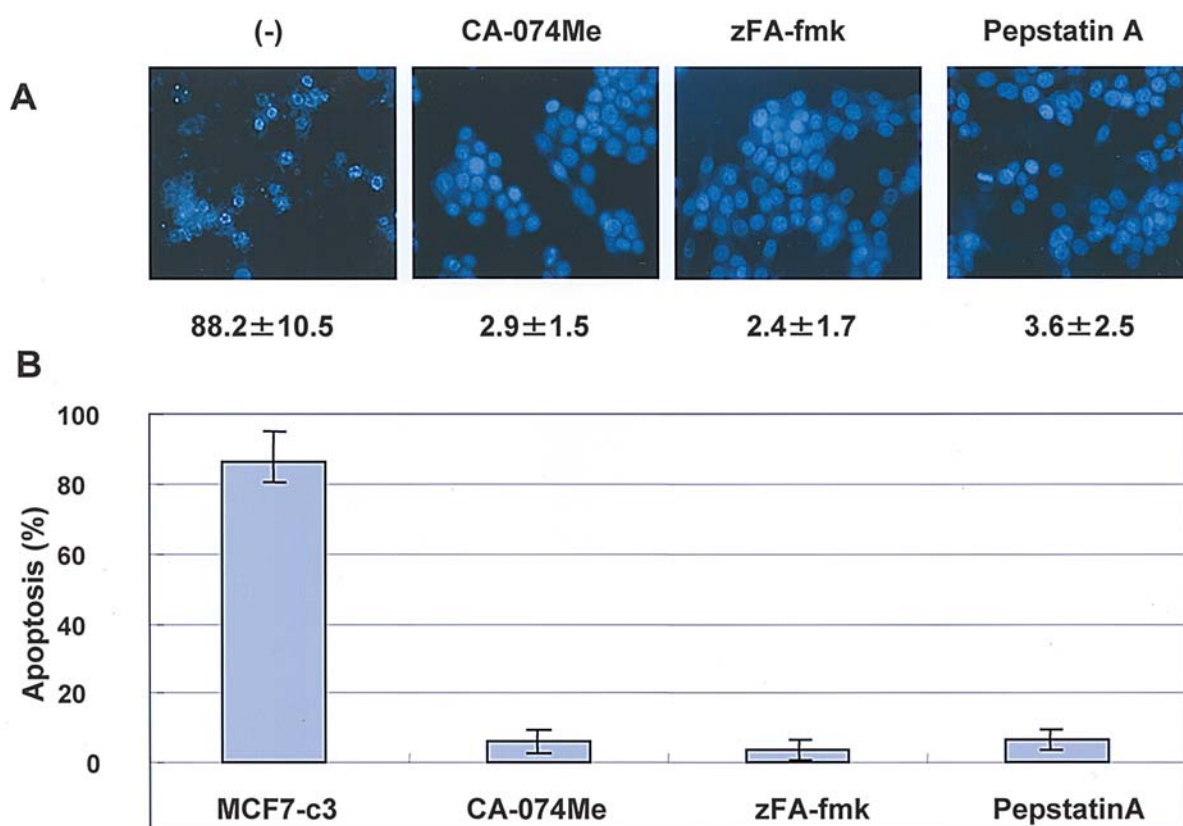 (-) CA-074Me zFA-fmk Pepstatin A
A
88.2±10.5 2.9±1.5 2.4±1.7 3.6±2.5
B
100
80
60
40
20
0
Apoptosis (%)
MCF7-c3 CA-074Me zFA-fmk PepstatinA